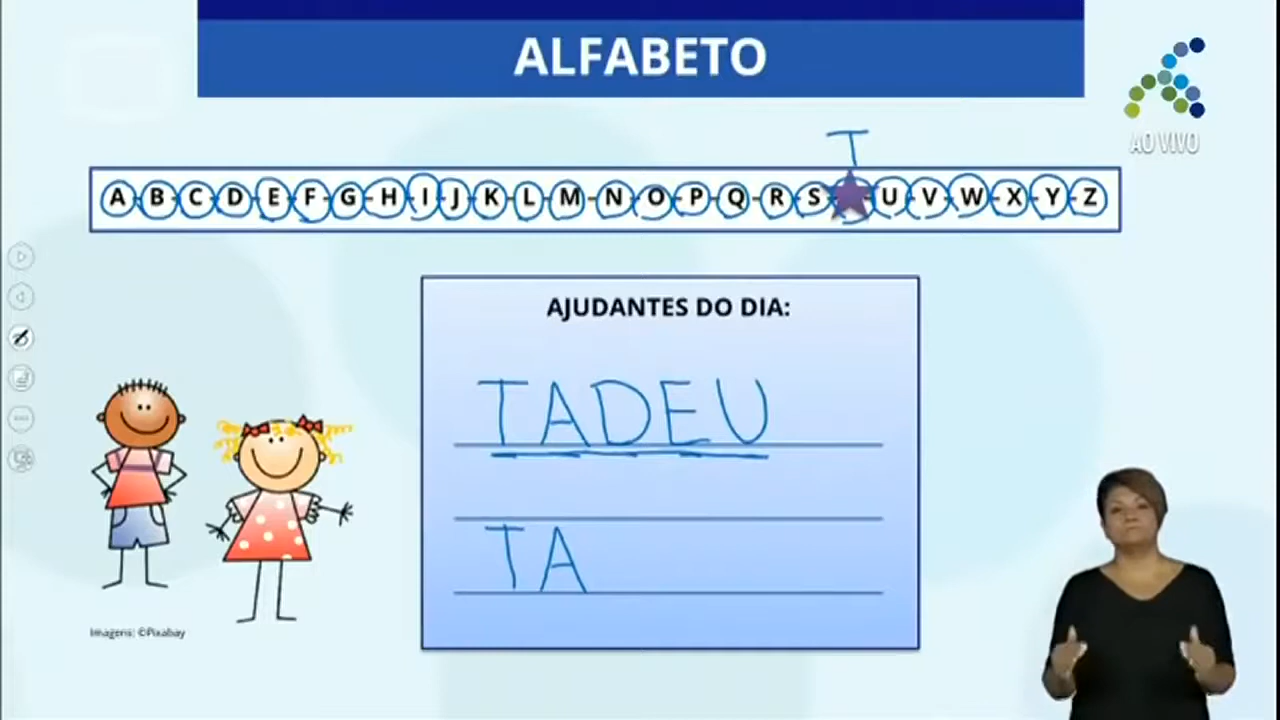 ALFABETO
AO VIVO
T
A-B-C-D-E-F-G-H-I-J-K-L-M-N-O-P-Q-R-S-★-U-V-W-X-Y-Z
AJUDANTES DO DIA:
TADEU
TA
Imagens: ©Pixabay